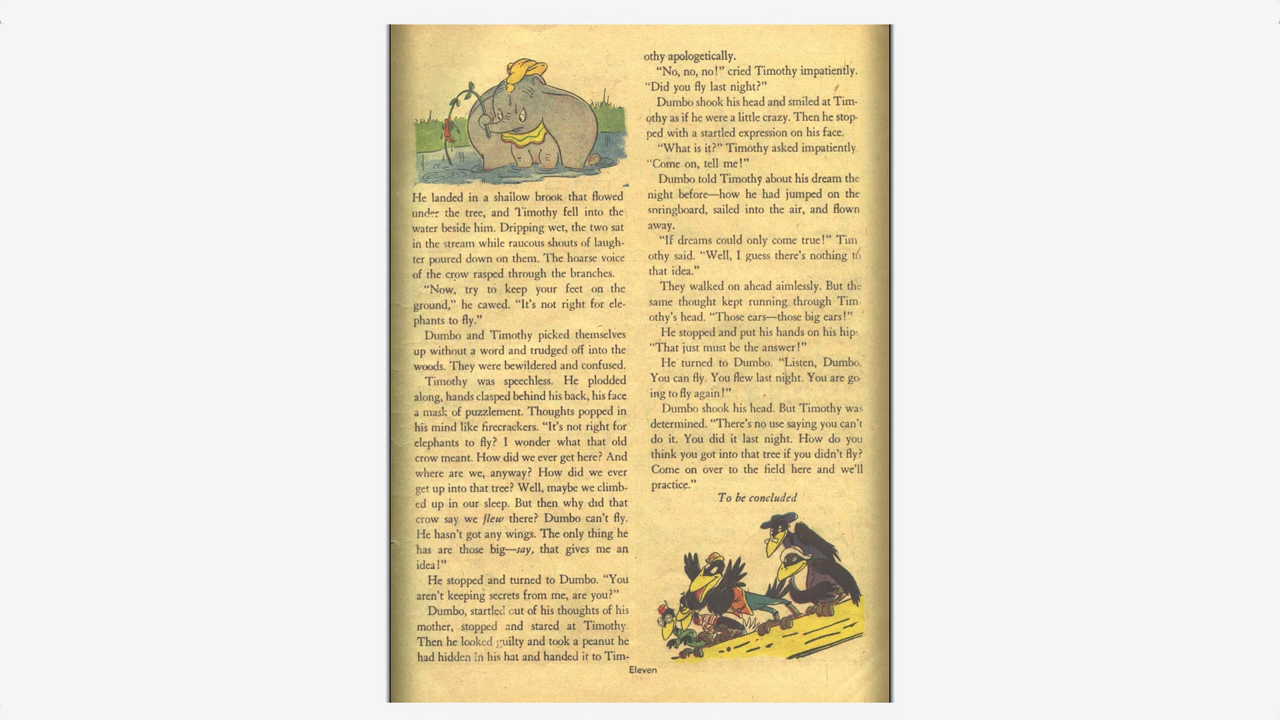 He landed in a shallow brook that flowed
under the tree, and Timothy fell into the
water beside him. Dripping wet, the two sat
in the stream while raucous shouts of laugh-
ter poured down on them. The hoarse voice
of the crow rasped through the branches.
"Now, try to keep your feet on the
ground," he cawed. "It's not right for ele-
phants to fly."
Dumbo and Timothy picked themselves
up without a word and trudged off into the
woods. They were bewildered and confused.
Timothy was speechless. He plodded
along, hands clasped behind his back, his face
a mask of puzzlement. Thoughts popped in
his mind like firecrackers. "It's not right for
elephants to fly? I wonder what that old
crow meant. How did we ever get here? And
where are we, anyway? How did we ever
get up into that tree? Well, maybe we climb-
ed up in our sleep. But then why did that
crow say we flew there? Dumbo can't fly.
He hasn't got any wings. The only thing he
has are those big—say, that gives me an
idea!"
He stopped and turned to Dumbo. "You
aren't keeping secrets from me, are you?"
Dumbo, startled out of his thoughts of his
mother, stopped and stared at Timothy.
Then he looked guilty and took a peanut he
had hidden in his hat and handed it to Tim-
othy apologetically.
"No, no, no!" cried Timothy impatiently.
"Did you fly last night?"
Dumbo shook his head and smiled at Tim-
othy as if he were a little crazy. Then he stop-
ped with a startled expression on his face.
"What is it?" Timothy asked impatiently.
"Come on, tell me!"
Dumbo told Timothy about his dream the
night before—how he had jumped on the
springboard, sailed into the air, and flown
away.
"If dreams could only come true!" Tim
othy said. "Well, I guess there's nothing to
that idea."
They walked on ahead aimlessly. But the
same thought kept running through Tim
othy's head. "Those ears—those big ears!"
He stopped and put his hands on his hip
"That just must be the answer!"
He turned to Dumbo. "Listen, Dumbo.
You can fly. You flew last night. You are go-
ing to fly again!"
Dumbo shook his head. But Timothy was
determined. "There's no use saying you can't
do it. You did it last night. How do you
think you got into that tree if you didn't fly?
Come on over to the field here and we'll
practice."
To be concluded
Eleven